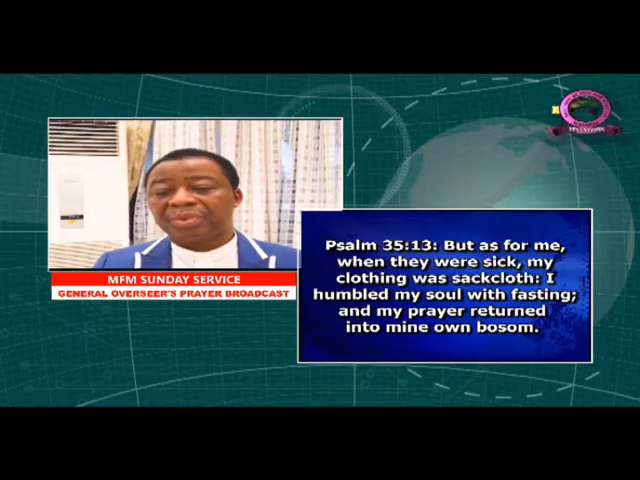 MFM SUNDAY SERVICE
GENERAL OVERSEER'S PRAYER BROADCAST
Psalm 35:13: But as for me,
when they were sick, my
clothing was sackcloth: I
humbled my soul with fasting;
and my prayer returned
into mine own bosom.